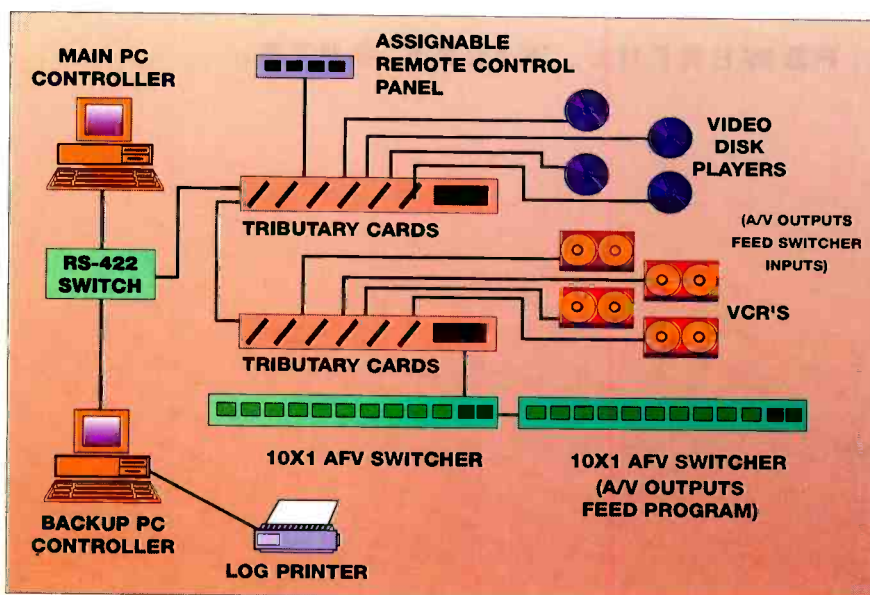 MAIN PC
CONTROLLER
ASSIGNABLE
REMOTE CONTROL
PANEL
VIDEO
DISK
PLAYERS
TRIBUTARY CARDS
(A/V OUTPUTS
FEED SWITCHER
INPUTS)
RS-422
SWITCH
VCR'S
TRIBUTARY CARDS
10X1 AFV SWITCHER
10X1 AFV SWITCHER
(A/V OUTPUTS
FEED PROGRAM)
BACKUP PC
CONTROLLER
LOG PRINTER